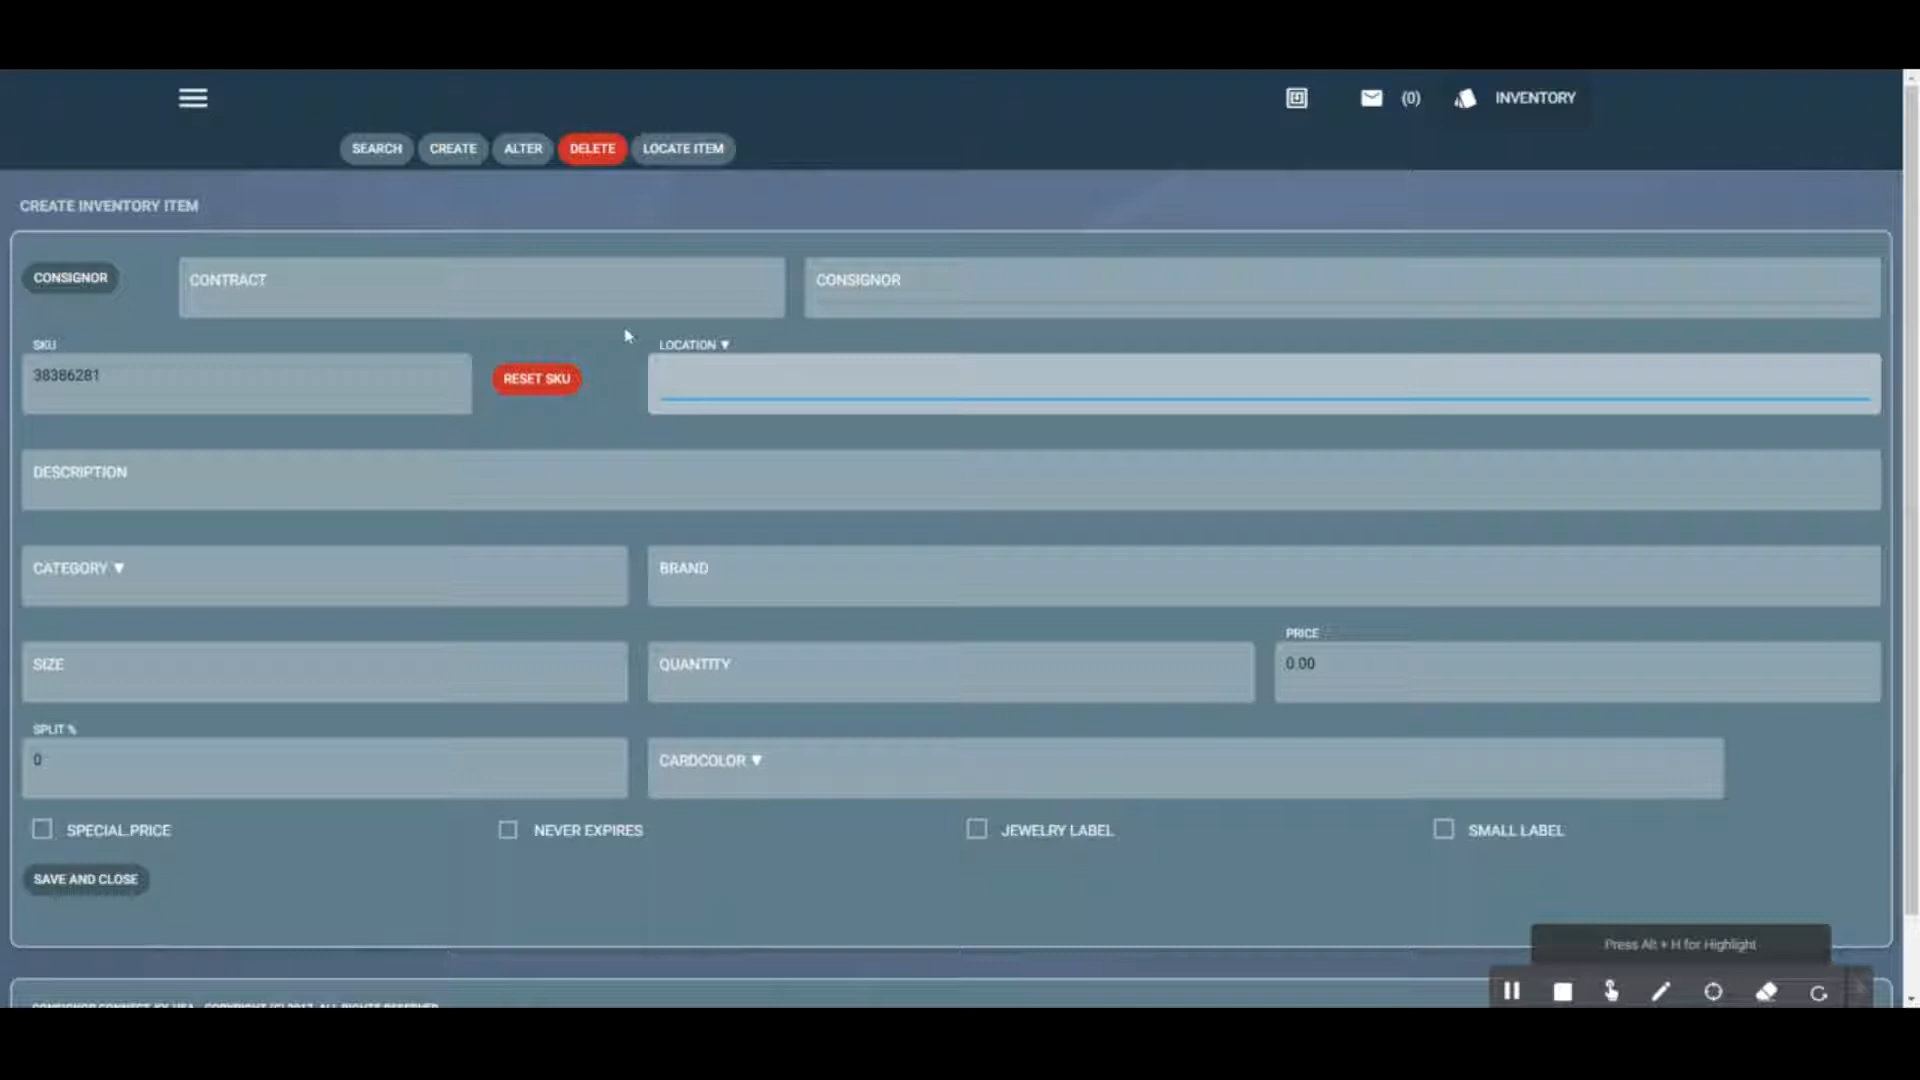 (0) INVENTORY
SEARCH CREATE ALTER DELETE LOCATE ITEM
CREATE INVENTORY ITEM
CONSIGNOR CONTRACT CONSIGNOR
SKU LOCATION ▼
38386281 RESET SKU
DESCRIPTION
CATEGORY ▼ BRAND
PRICE
SIZE QUANTITY 0.00
SPLIT %
0 CARDCOLOR ▼
SPECIAL PRICE NEVER EXPIRES JEWELRY LABEL SMALL LABEL
SAVE AND CLOSE
Press Alt + H for Highlight